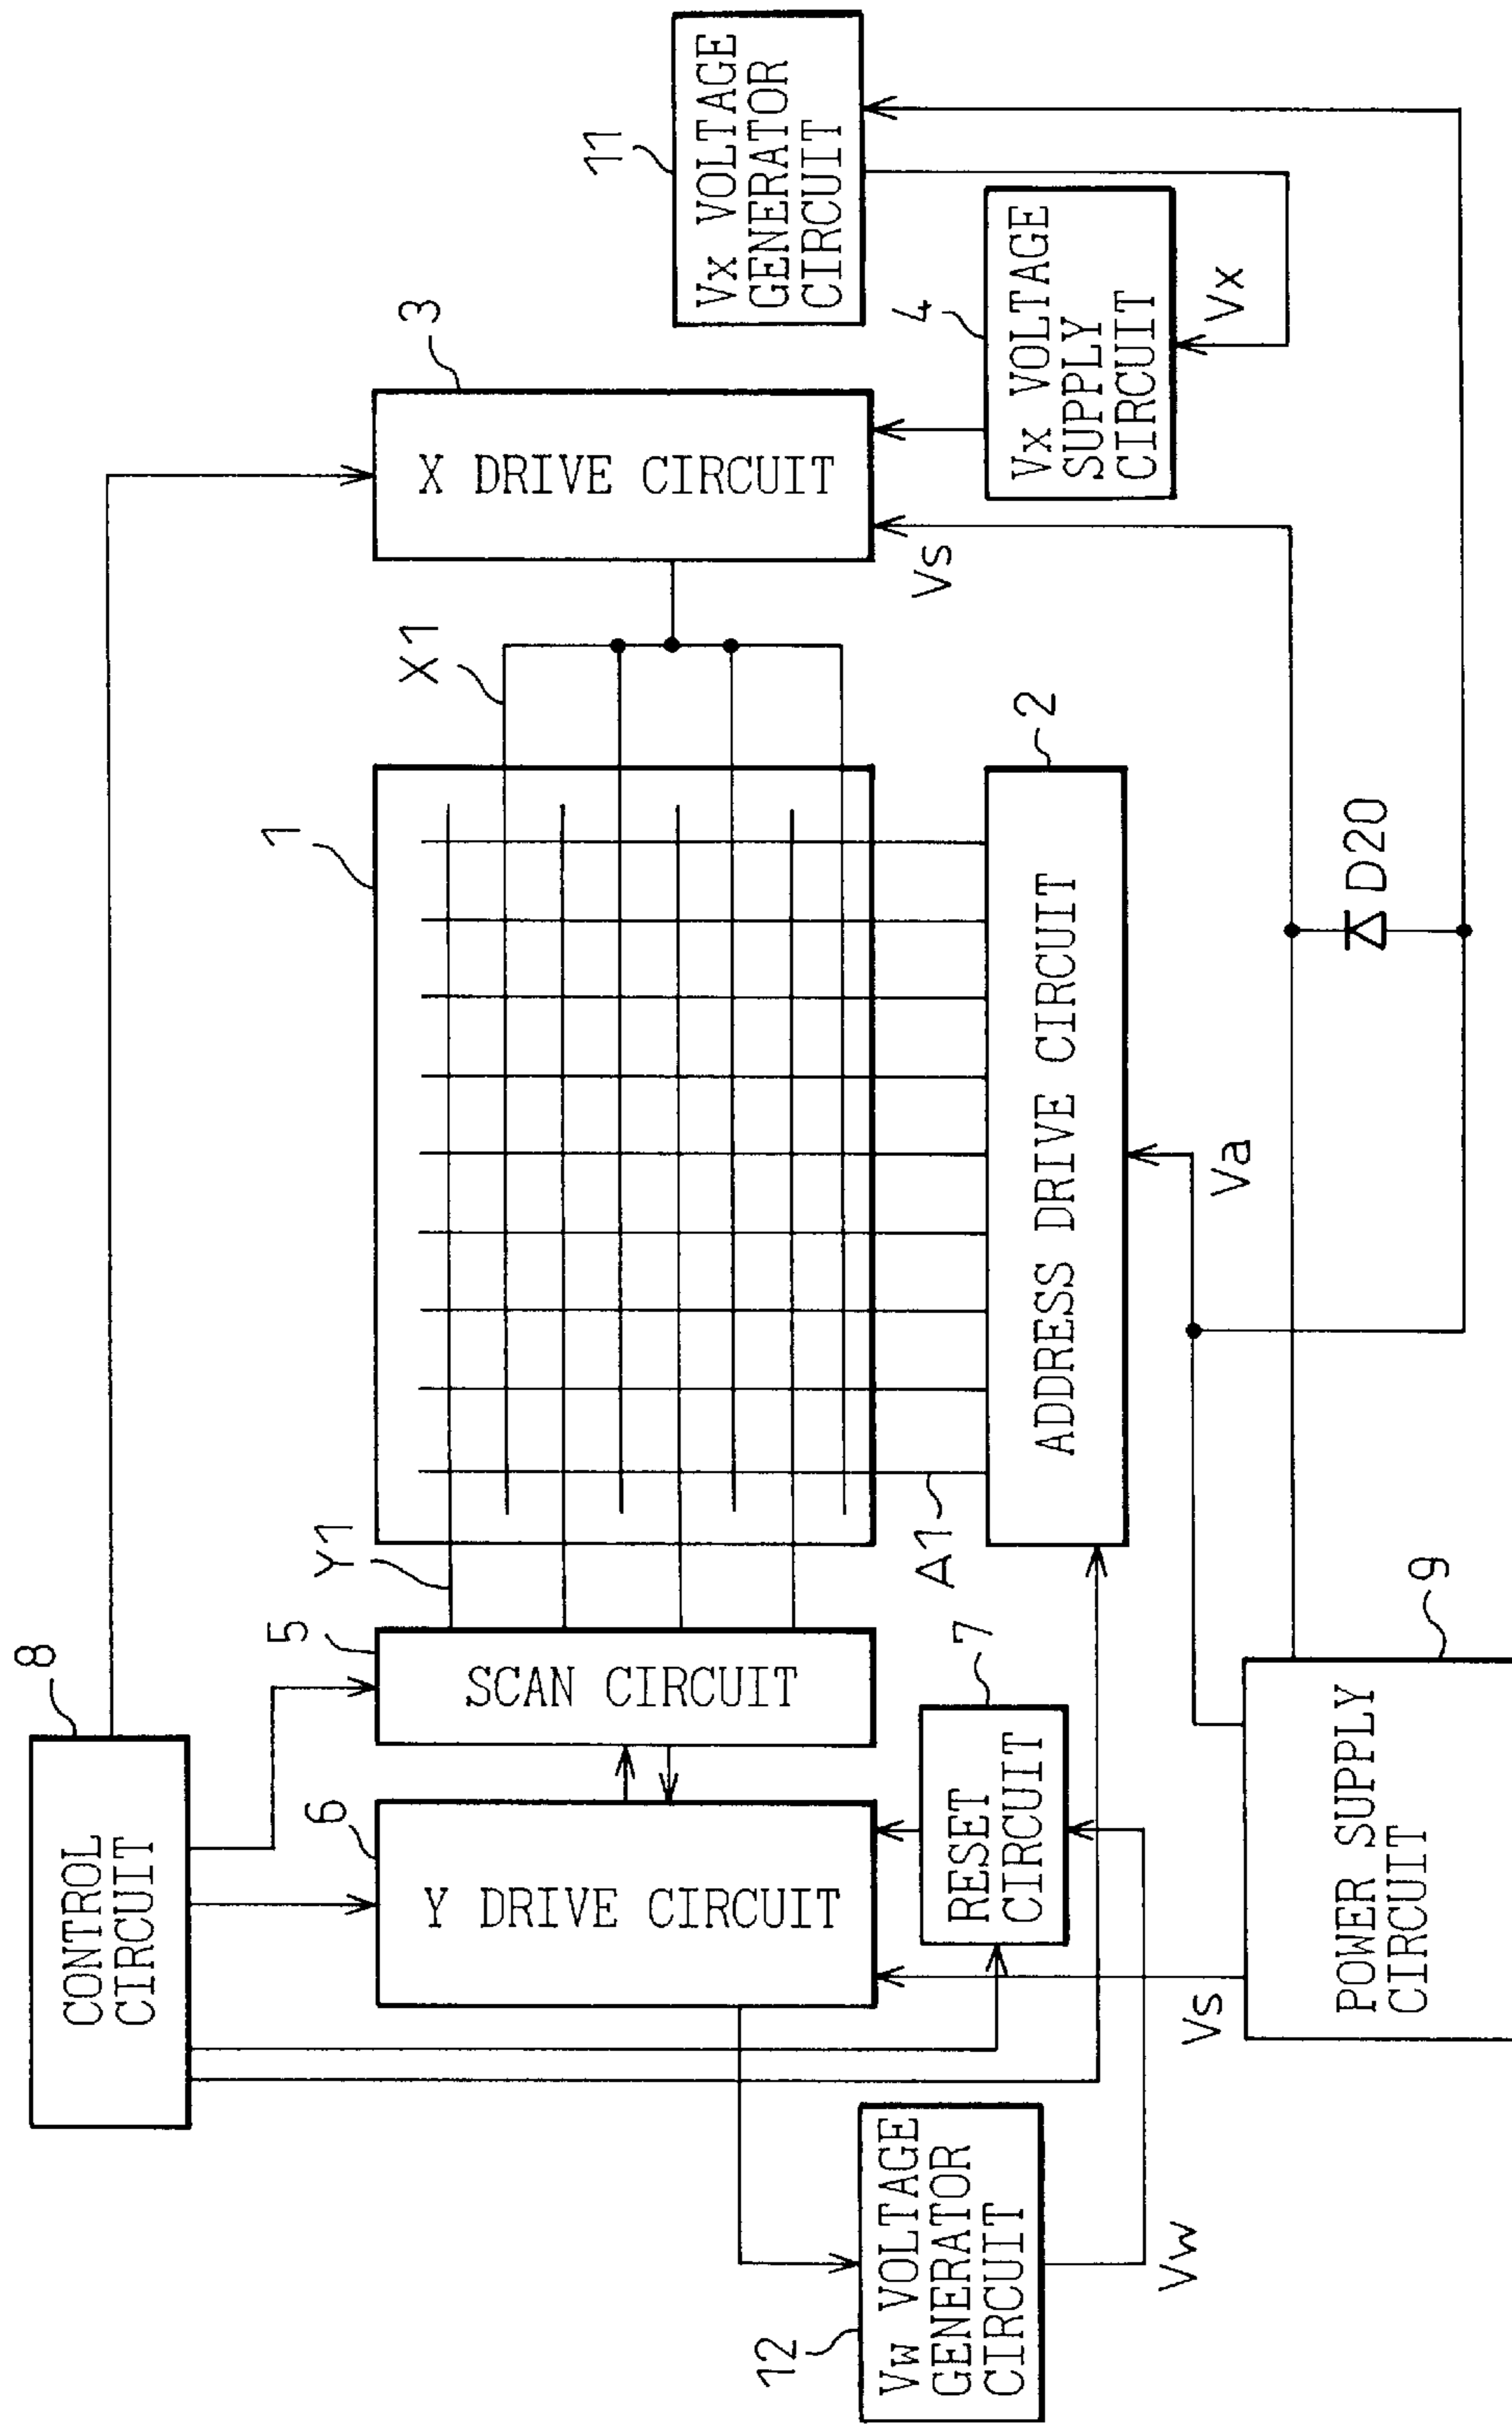 8
CONTROL
CIRCUIT
12
Vw VOLTAGE
GENERATOR
CIRCUIT
Vw
6
Y DRIVE CIRCUIT
5
SCAN CIRCUIT
7
RESET
CIRCUIT
Vs
Y1
1
A1
X1
3
X DRIVE CIRCUIT
Vs
2
ADDRESS DRIVE CIRCUIT
Va
11
Vx VOLTAGE
GENERATOR
CIRCUIT
4
Vx VOLTAGE
SUPPLY
CIRCUIT
Vx
D20
9
POWER SUPPLY
CIRCUIT